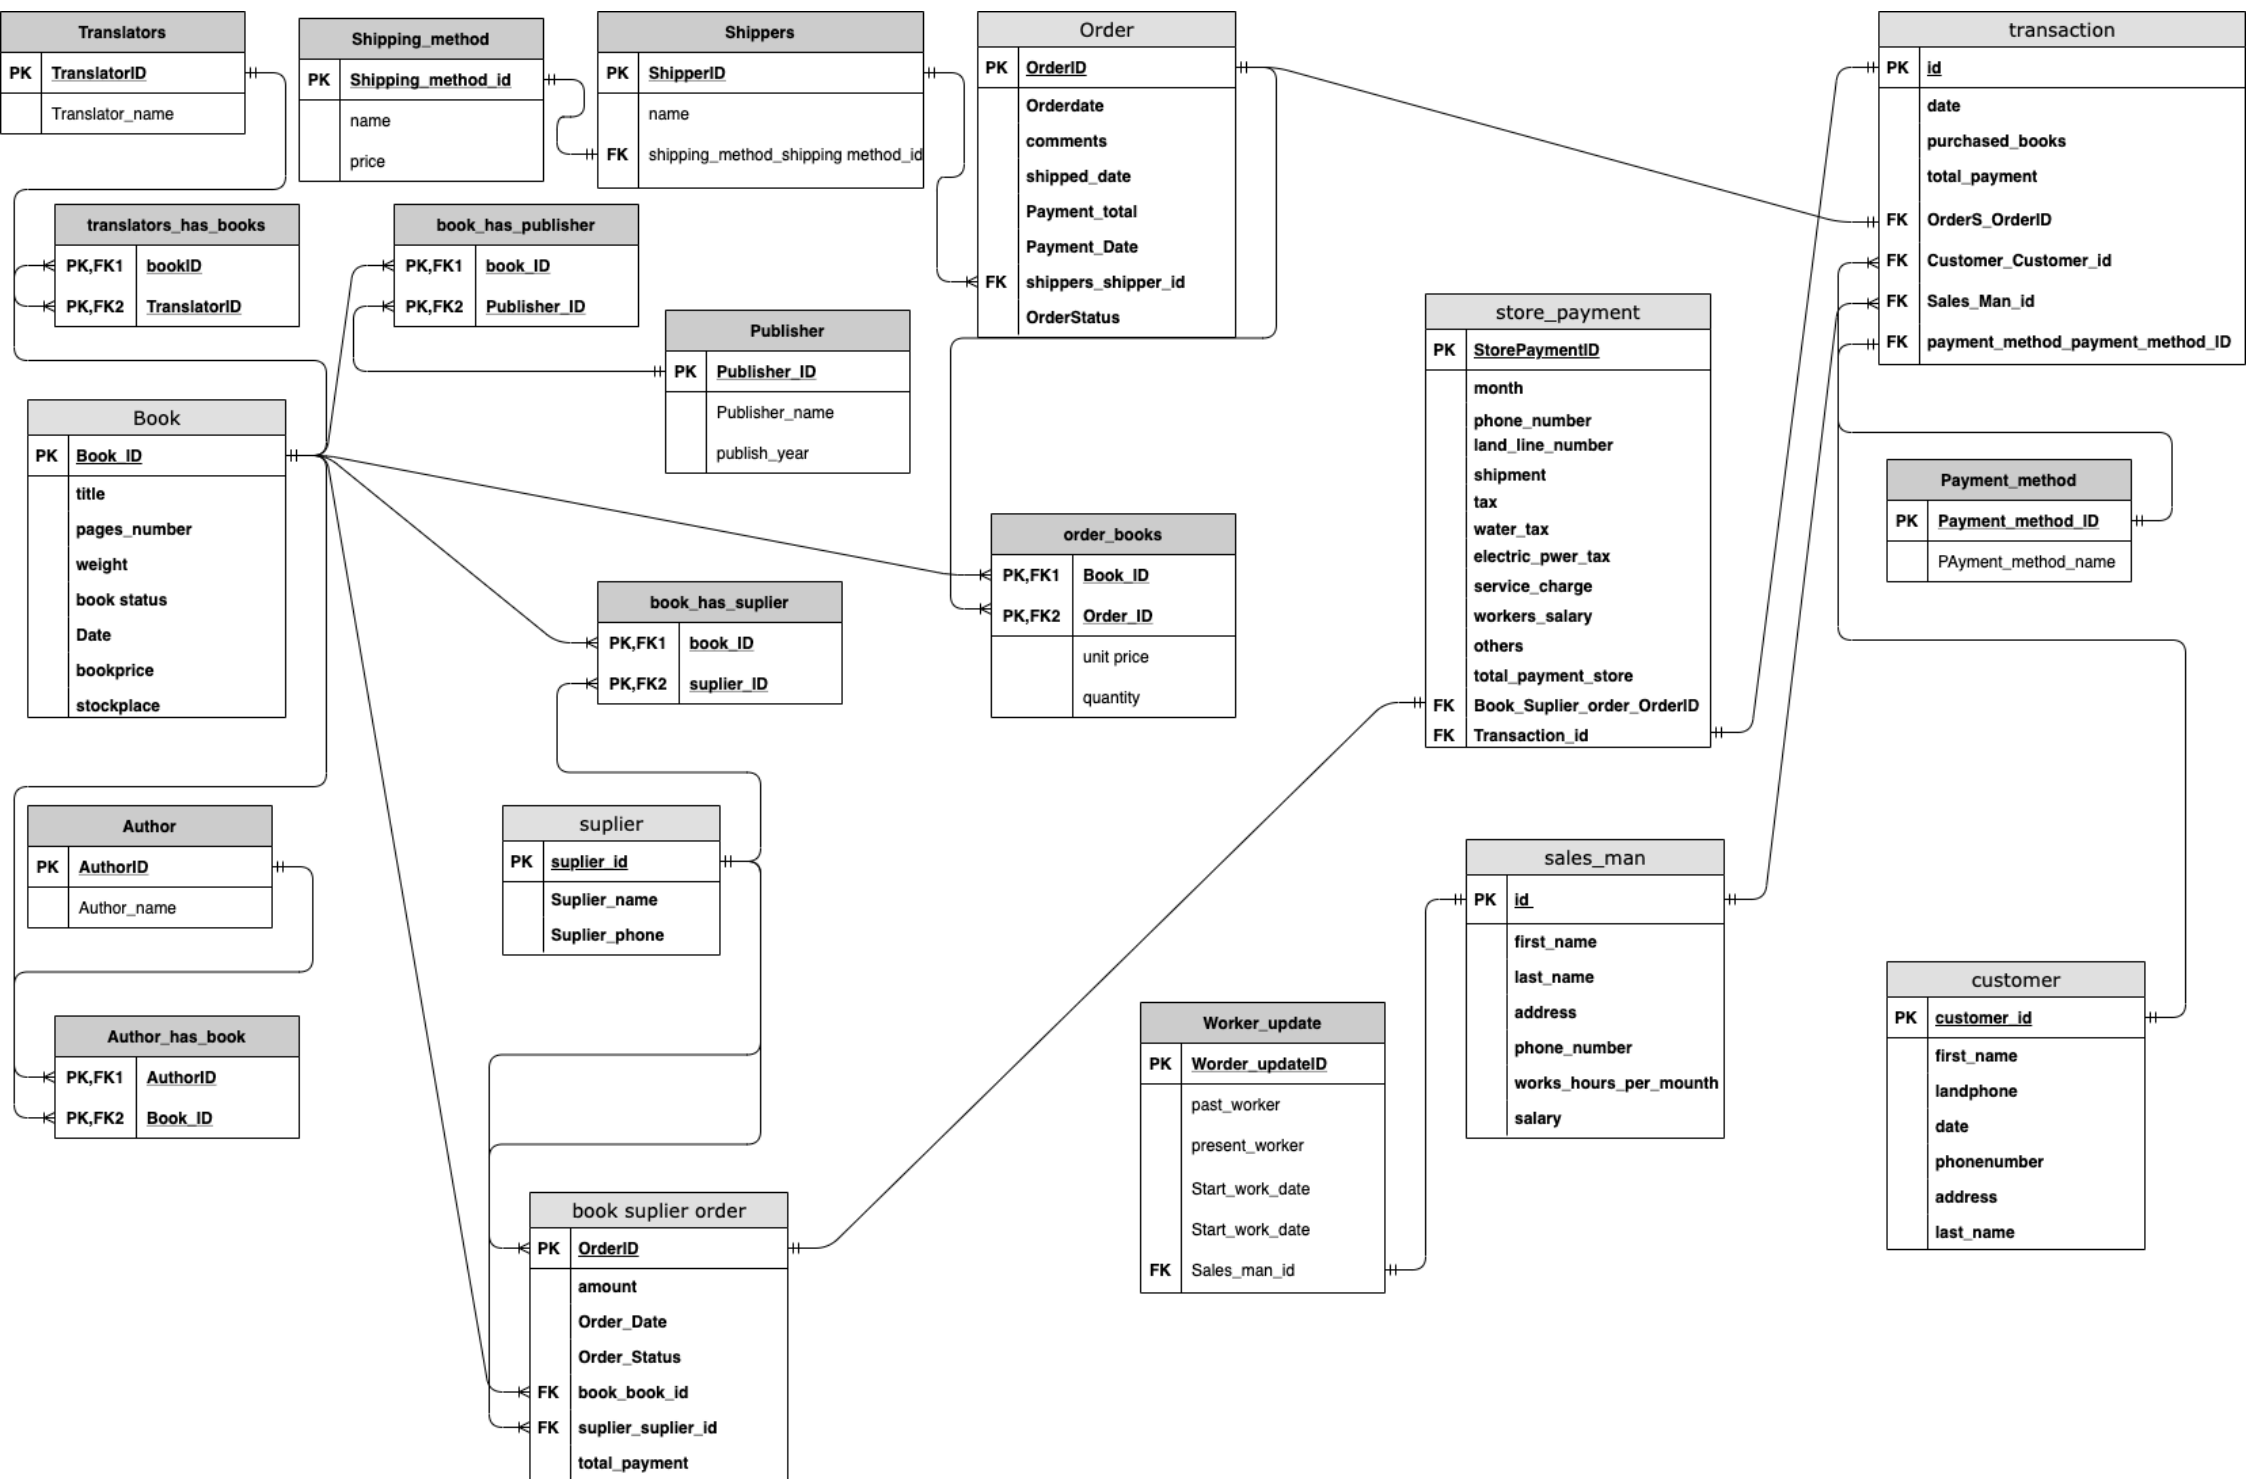 Translators
PK TranslatorID
Translator_name
Shipping_method
PK Shipping_method_id
name
price
Shippers
PK ShipperID
name
FK shipping_method_shipping method_id
Order
PK OrderID
Orderdate
comments
shipped_date
Payment_total
Payment_Date
FK shippers_shipper_id
OrderStatus
transaction
PK id
date
purchased_books
total_payment
FK OrderS_OrderID
FK Customer_Customer_id
FK Sales_Man_id
FK payment_method_payment_method_ID
translators_has_books
PK,FK1 bookID
PK,FK2 TranslatorID
book_has_publisher
PK,FK1 book_ID
PK,FK2 Publisher_ID
Publisher
PK Publisher_ID
Publisher_name
publish_year
store_payment
PK StorePaymentID
month
phone_number
land_line_number
shipment
tax
water_tax
electric_pwer_tax
service_charge
workers_salary
others
total_payment_store
FK Book_Suplier_order_OrderID
FK Transaction_id
Book
PK Book_ID
title
pages_number
weight
book status
Date
bookprice
stockplace
Payment_method
PK Payment_method_ID
PAyment_method_name
order_books
PK,FK1 Book_ID
PK,FK2 Order_ID
unit price
quantity
book_has_suplier
PK,FK1 book_ID
PK,FK2 suplier_ID
Author
PK AuthorID
Author_name
suplier
PK suplier_id
Suplier_name
Suplier_phone
sales_man
PK id
first_name
last_name
address
phone_number
works_hours_per_mounth
salary
customer
PK customer_id
first_name
landphone
date
phonenumber
address
last_name
Worker_update
PK Worder_updateID
past_worker
present_worker
Start_work_date
Start_work_date
FK Sales_man_id
Author_has_book
PK,FK1 AuthorID
PK,FK2 Book_ID
book suplier order
PK OrderID
amount
Order_Date
Order_Status
FK book_book_id
FK suplier_suplier_id
total_payment